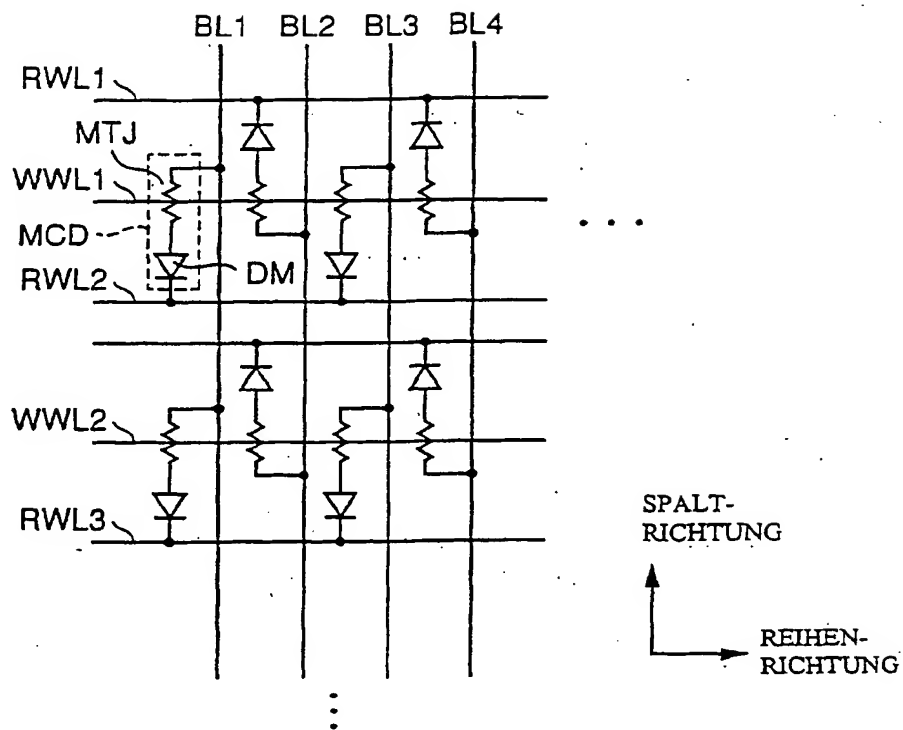 BL1 BL2 BL3 BL4
RWL1
MTJ
WWL1
MCD
DM
RWL2
WWL2
RWL3
SPALT-
RICHTUNG
REIHEN-
RICHTUNG